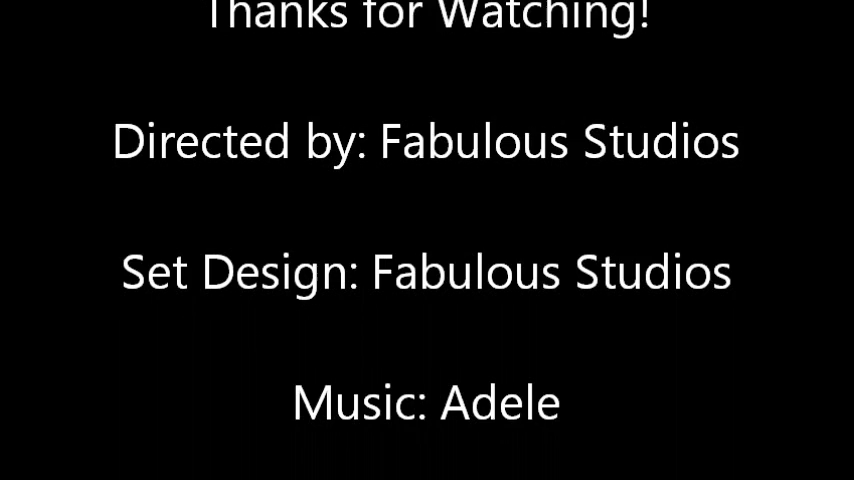 Thanks for Watching!
Directed by: Fabulous Studios
Set Design: Fabulous Studios
Music: Adele